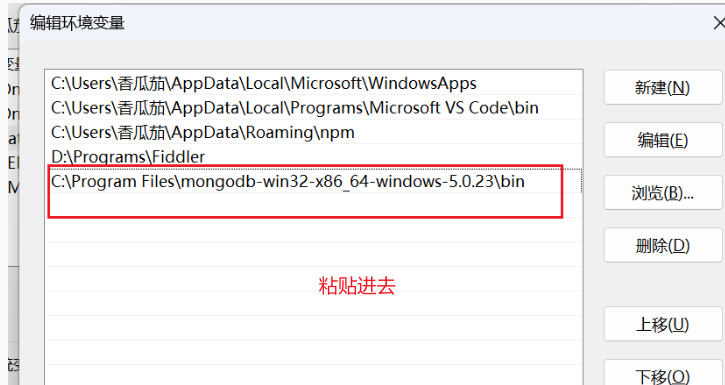 编辑环境变量
C:\Users\香瓜茄\AppData\Local\Microsoft\WindowsApps
C:\Users\香瓜茄\AppData\Local\Programs\Microsoft VS Code\bin
C:\Users\香瓜茄\AppData\Roaming\npm
D:\Programs\Fiddler
C:\Program Files\mongodb-win32-x86_64-windows-5.0.23\bin
粘贴进去
新建(N)
编辑(E)
浏览(B)...
删除(D)
上移(U)
下移(O)